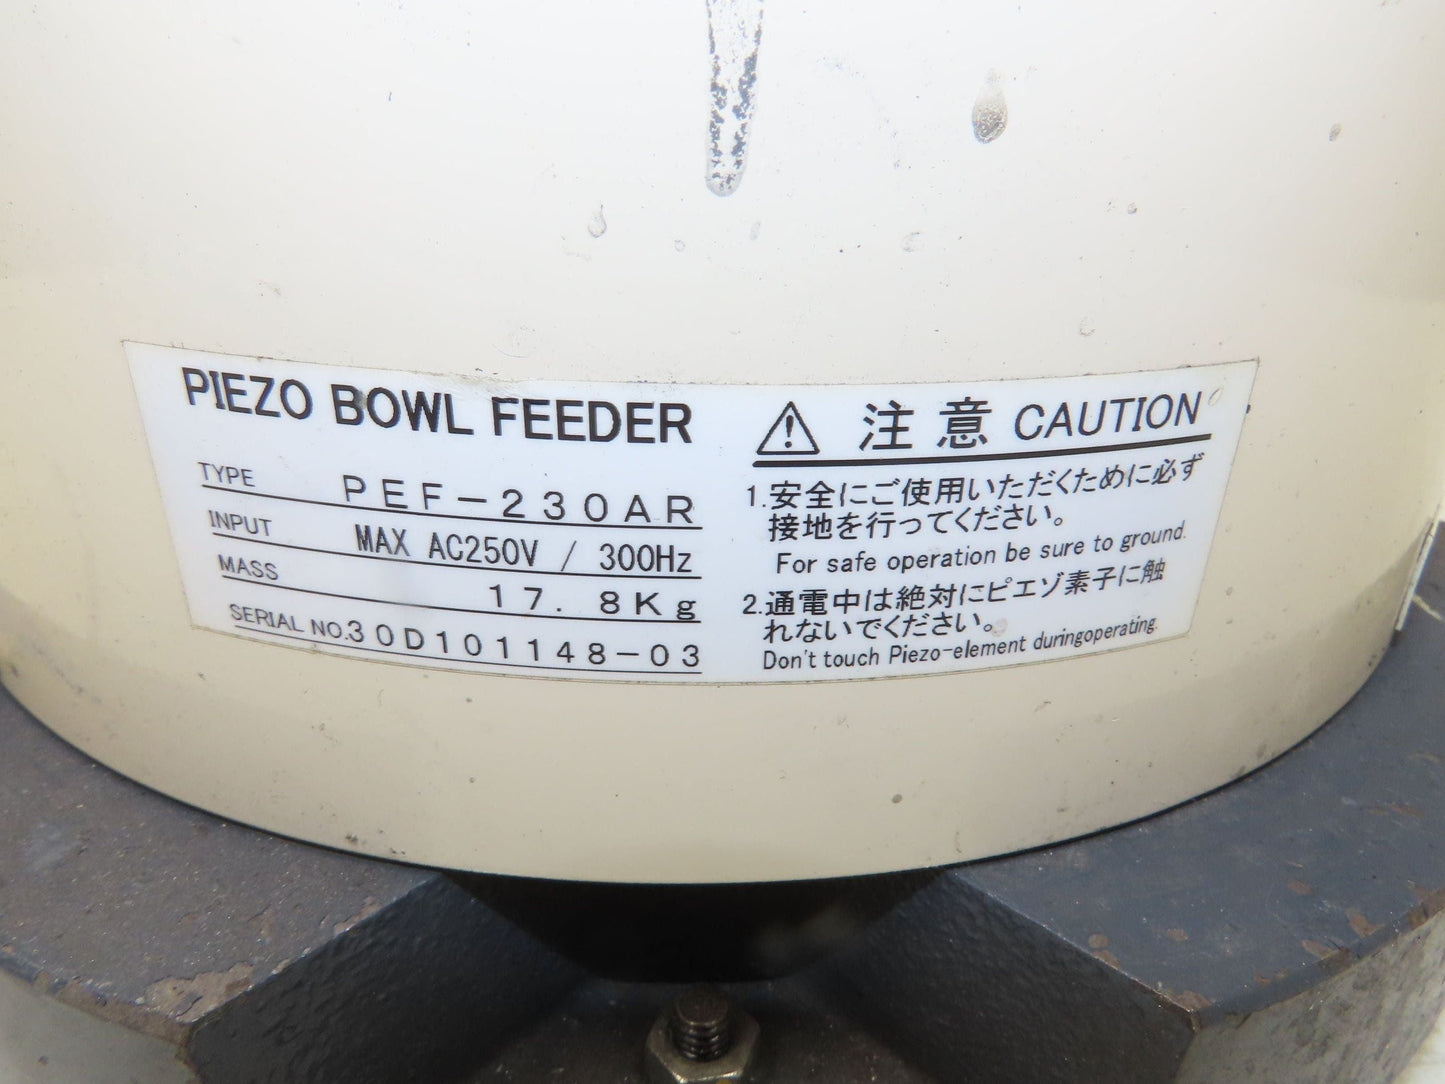 PIEZO BOWL FEEDER
TYPE PEF-230AR
INPUT MAX AC250V / 300Hz
MASS 17.8Kg
SERIAL NO.30D101148-03
注意 CAUTION
1.安全にご使用いただくために必ず
接地を行ってください。
For safe operation be sure to ground.
2.通電中は絶対にピエゾ素子に触
れないでください。
Don't touch Piezo-element duringoperating.